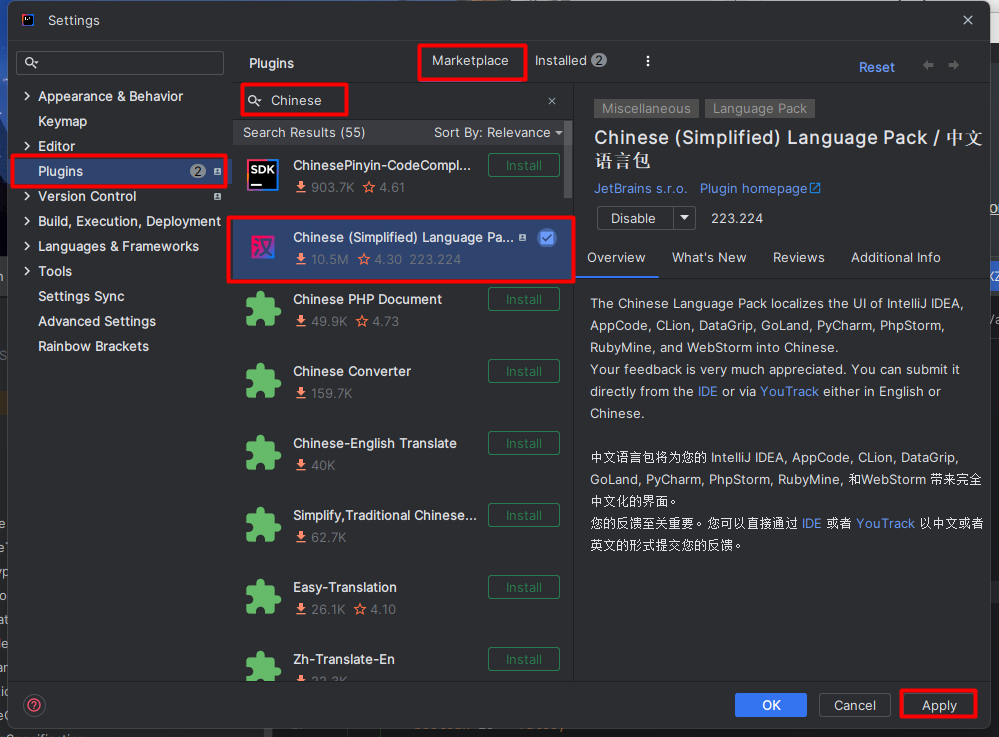 Settings
Plugins
Marketplace
Installed 2
Reset
Appearance & Behavior
Keymap
Editor
Plugins 2
Version Control
Build, Execution, Deployment
Languages & Frameworks
Tools
Settings Sync
Advanced Settings
Rainbow Brackets
Chinese
Search Results (55) Sort By: Relevance
SDK
ChinesePinyin-CodeCompl... Install
903.7K 4.61
汉
Chinese (Simplified) Language Pa...
10.5M 4.30 223.224
Chinese PHP Document Install
49.9K 4.73
Chinese Converter Install
159.7K
Chinese-English Translate Install
40K
Simplify,Traditional Chinese... Install
62.7K
Easy-Translation Install
26.1K 4.10
Zh-Translate-En Install
Miscellaneous Language Pack
Chinese (Simplified) Language Pack / 中文
语言包
JetBrains s.r.o. Plugin homepage
Disable 223.224
Overview What's New Reviews Additional Info
The Chinese Language Pack localizes the UI of IntelliJ IDEA,
AppCode, CLion, DataGrip, GoLand, PyCharm, PhpStorm,
RubyMine, and WebStorm into Chinese.
Your feedback is very much appreciated. You can submit it
directly from the IDE or via YouTrack either in English or
Chinese.
中文语言包将为您的 IntelliJ IDEA, AppCode, CLion, DataGrip,
GoLand, PyCharm, PhpStorm, RubyMine, 和WebStorm 带来完全
中文化的界面。
您的反馈至关重要。您可以直接通过 IDE 或者 YouTrack 以中文或者
英文的形式提交您的反馈。
?
OK Cancel Apply